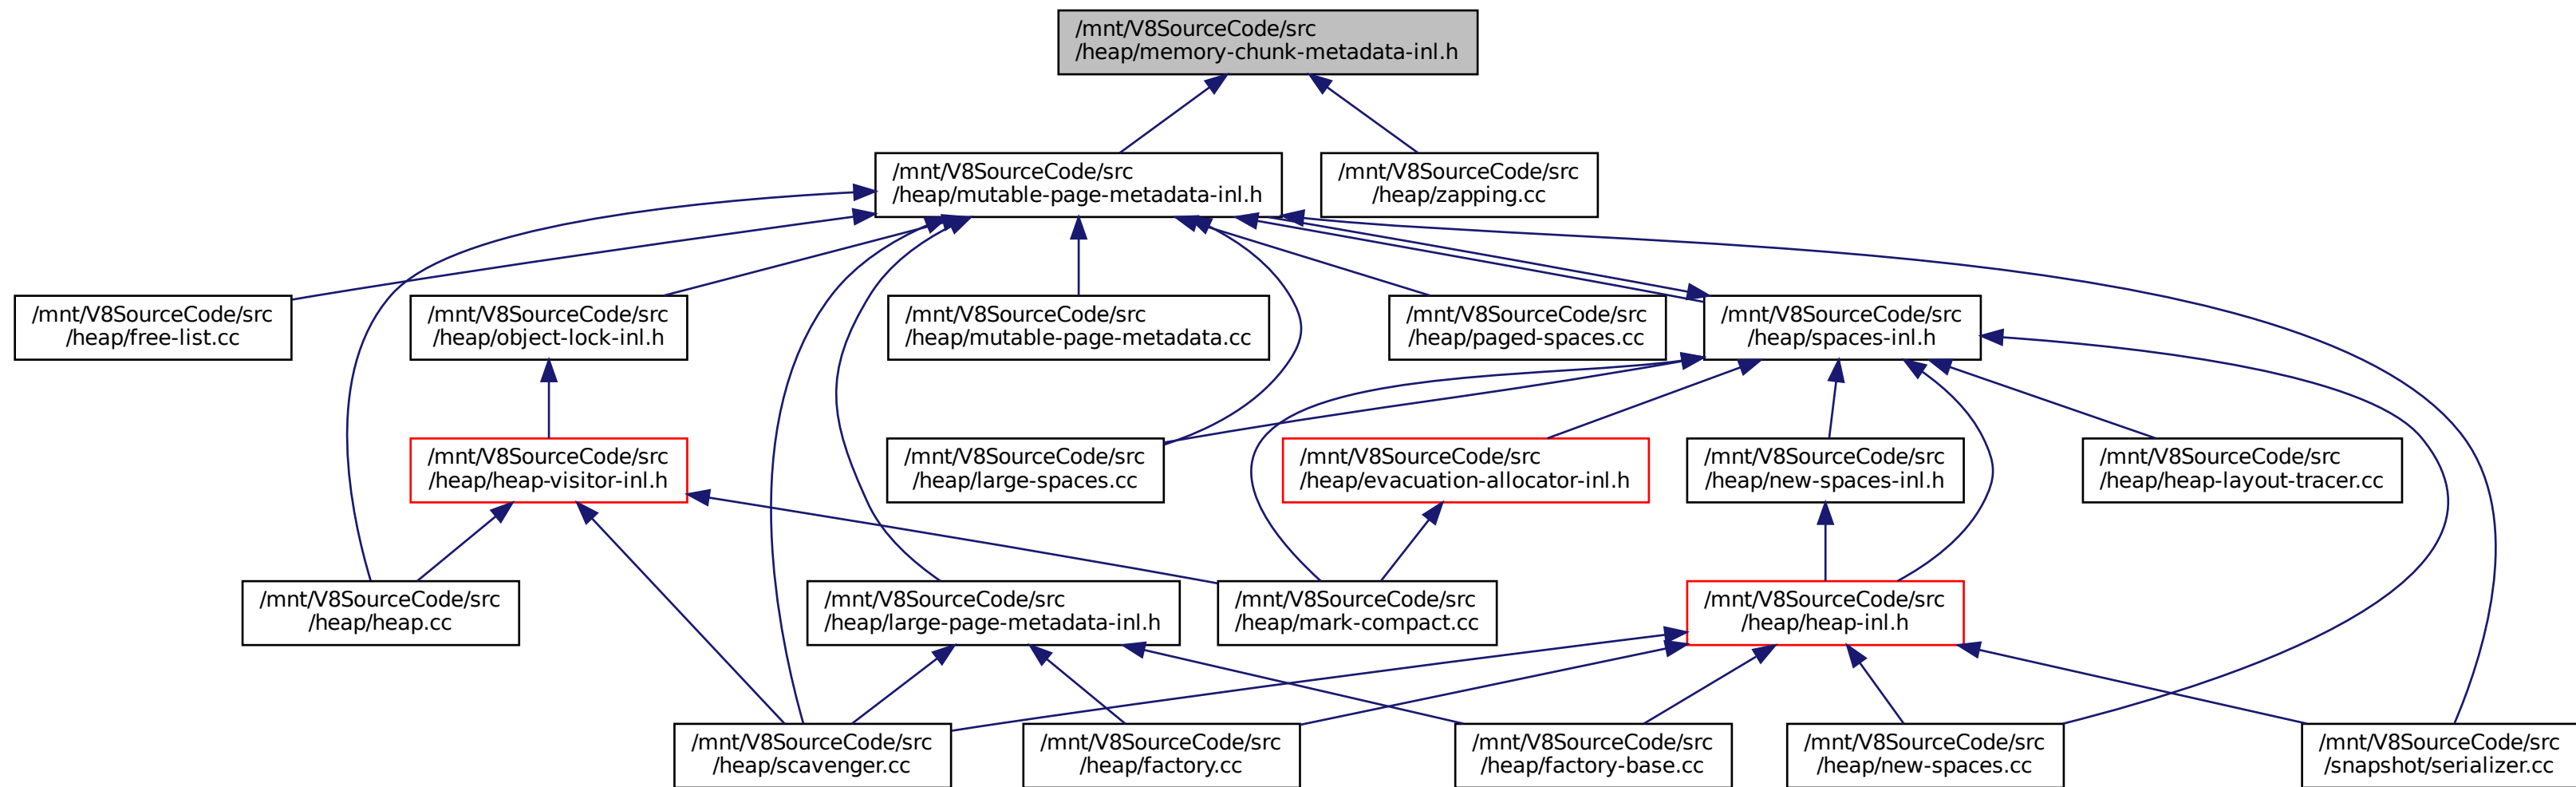 /mnt/V8SourceCode/src
/heap/memory-chunk-metadata-inl.h
/mnt/V8SourceCode/src
/heap/mutable-page-metadata-inl.h
/mnt/V8SourceCode/src
/heap/zapping.cc
/mnt/V8SourceCode/src
/heap/free-list.cc
/mnt/V8SourceCode/src
/heap/object-lock-inl.h
/mnt/V8SourceCode/src
/heap/mutable-page-metadata.cc
/mnt/V8SourceCode/src
/heap/paged-spaces.cc
/mnt/V8SourceCode/src
/heap/spaces-inl.h
/mnt/V8SourceCode/src
/heap/heap-visitor-inl.h
/mnt/V8SourceCode/src
/heap/large-spaces.cc
/mnt/V8SourceCode/src
/heap/evacuation-allocator-inl.h
/mnt/V8SourceCode/src
/heap/new-spaces-inl.h
/mnt/V8SourceCode/src
/heap/heap-layout-tracer.cc
/mnt/V8SourceCode/src
/heap/heap.cc
/mnt/V8SourceCode/src
/heap/large-page-metadata-inl.h
/mnt/V8SourceCode/src
/heap/mark-compact.cc
/mnt/V8SourceCode/src
/heap/heap-inl.h
/mnt/V8SourceCode/src
/heap/scavenger.cc
/mnt/V8SourceCode/src
/heap/factory.cc
/mnt/V8SourceCode/src
/heap/factory-base.cc
/mnt/V8SourceCode/src
/heap/new-spaces.cc
/mnt/V8SourceCode/src
/snapshot/serializer.cc